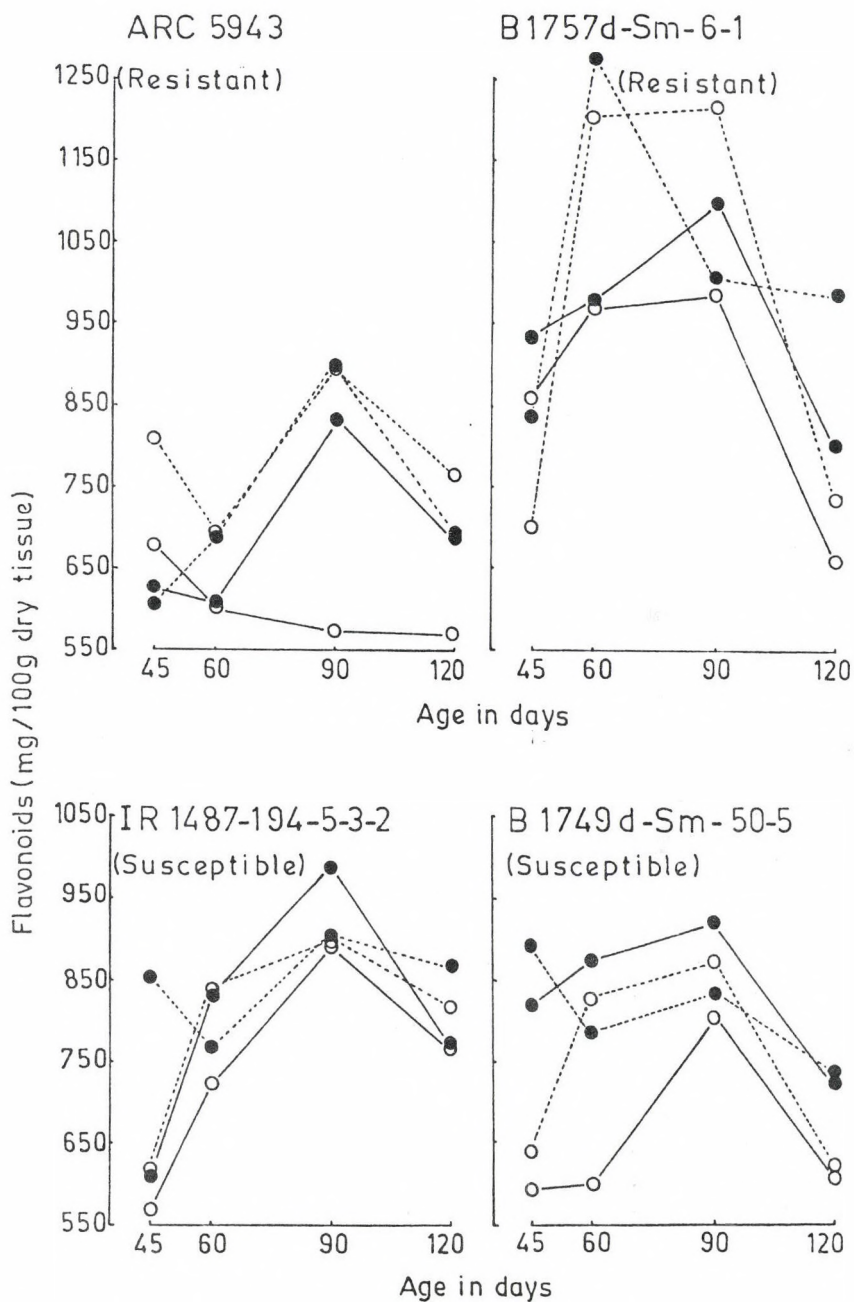 ARC 5943
(Resistant)
B1757d-Sm-6-1
(Resistant)
1250
1150
1050
950
850
750
650
550
45 60 90 120
45 60 90 120
Age in days
Flavonoids (mg/100g dry tissue)
IR 1487-194-5-3-2
(Susceptible)
B 1749d-Sm-50-5
(Susceptible)
1050
950
850
750
650
550
45 60 90 120
45 60 90 120
Age in days